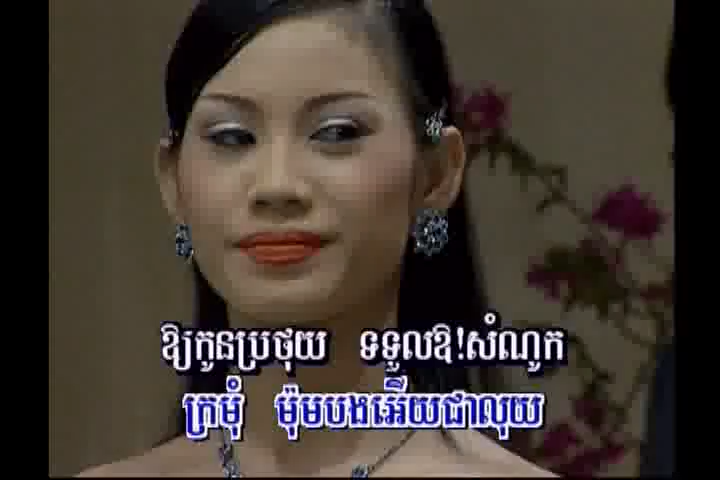 ឱ្យកូនប្រថុយ ទទួលឱ!សំណូក
ក្រមុំ ម៉ុមបងអើយជាលុយ